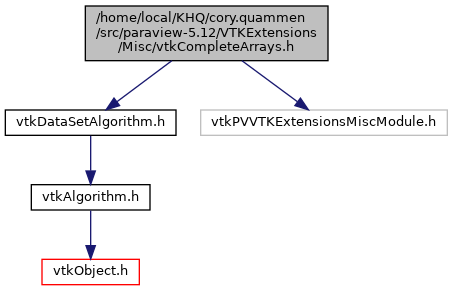 /home/local/KHQ/cory.quammen
/src/paraview-5.12/VTKExtensions
/Misc/vtkCompleteArrays.h
vtkDataSetAlgorithm.h
vtkPVVTKExtensionsMiscModule.h
vtkAlgorithm.h
vtkObject.h